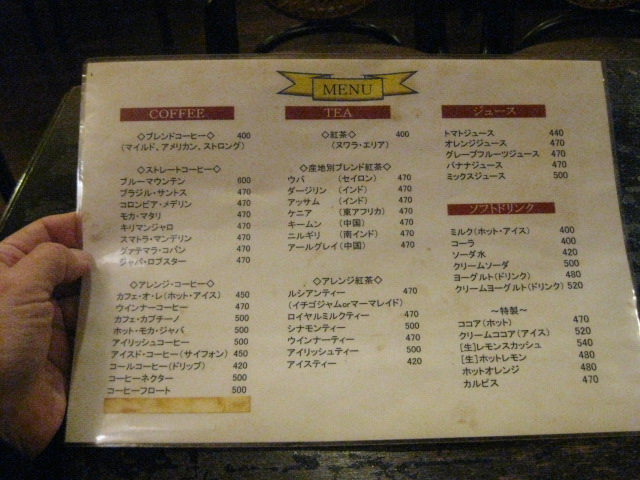 MENU
COFFEE
◇ブレンドコーヒー◇ 400
(マイルド、アメリカン、ストロング)
◇ストレートコーヒー◇
ブルーマウンテン 600
ブラジル・サントス 470
コロンビア・メデリン 470
モカ・マタリ 470
キリマンジャロ 470
スマトラ・マンデリン 470
グァテマラ・コバン 470
ジャバ・ロブスター 470
◇アレンジ・コーヒー◇
カフェ・オ・レ(ホット・アイス) 450
ウインナーコーヒー 470
カフェ・カプチーノ 500
ホット・モカ・ジャバ 500
アイリッシュコーヒー 500
アイスド・コーヒー(サイフォン) 450
コールコーヒー(ドリップ) 420
コーヒーネクター 500
コーヒーフロート 500
TEA
◇紅茶◇ 400
(ヌワラ・エリア)
◇産地別ブレンド紅茶◇
ウバ (セイロン) 470
ダージリン (インド) 470
アッサム (インド) 470
ケニア (東アフリカ) 470
キームン (中国) 470
ニルギリ (南インド) 470
アールグレイ(中国) 470
◇アレンジ紅茶◇
ルシアンティー 470
(イチゴジャムorマーマレイド)
ロイヤルミルクティー 470
シナモンティー 500
ウインナーティー 470
アイリッシュティー 500
アイスティー 420
ジュース
トマトジュース 440
オレンジジュース 470
グレープフルーツジュース 470
バナナジュース 470
ミックスジュース 500
ソフトドリンク
ミルク(ホット・アイス) 400
コーラ 400
ソーダ水 420
クリームソーダ 500
ヨーグルト(ドリンク) 480
クリームヨーグルト(ドリンク) 520
~特製~
ココア(ホット) 470
クリームココア(アイス) 520
[生]レモンスカッシュ 540
[生]ホットレモン 480
ホットオレンジ 480
カルピス 470